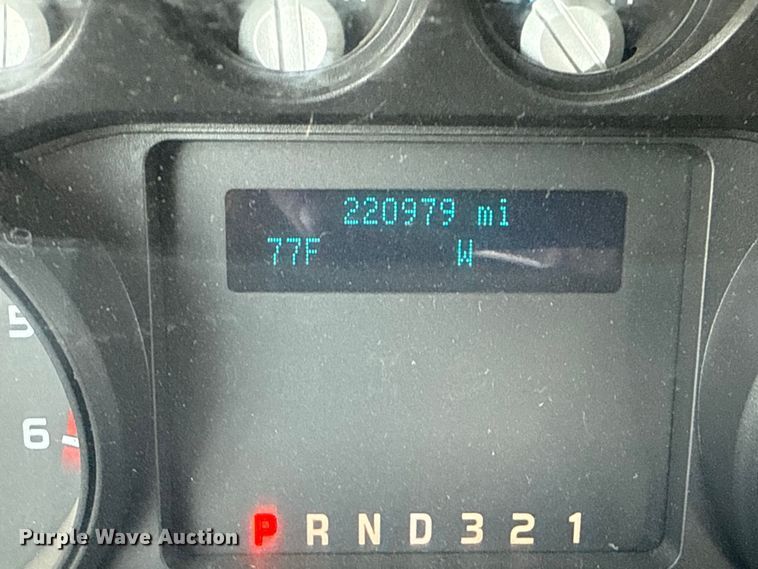 220979 mi
77F W
5
6
P R N D 3 2 1
Purple Wave Auction